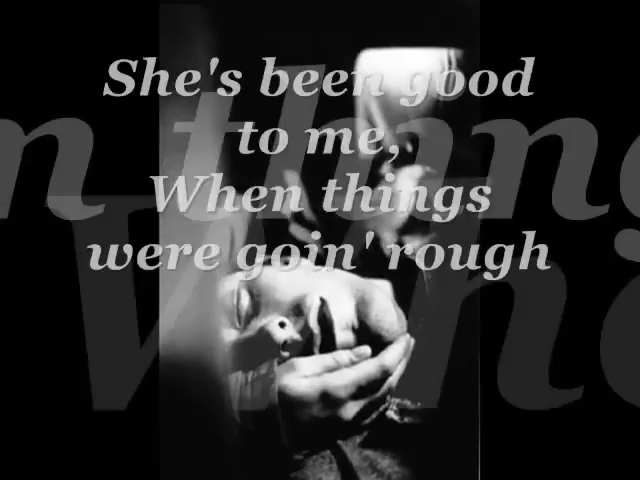 She's been good
to me,
When things
were goin' rough